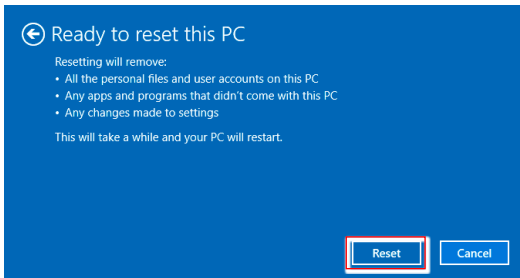 Ready to reset this PC
Resetting will remove:
• All the personal files and user accounts on this PC
• Any apps and programs that didn't come with this PC
• Any changes made to settings
This will take a while and your PC will restart.
Reset Cancel